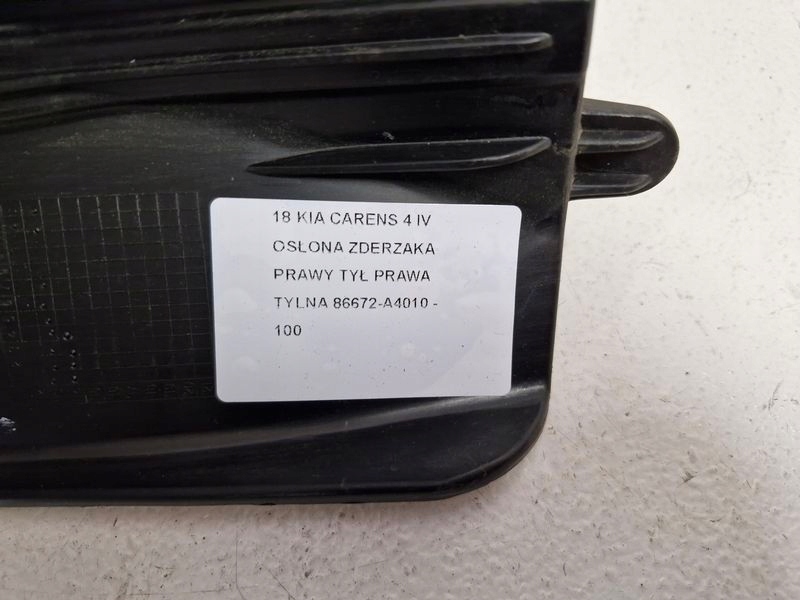 18 KIA CARENS 4 IV
OSŁONA ZDERZAKA
PRAWY TYŁ PRAWA
TYLNA 86672-A4010 -
100